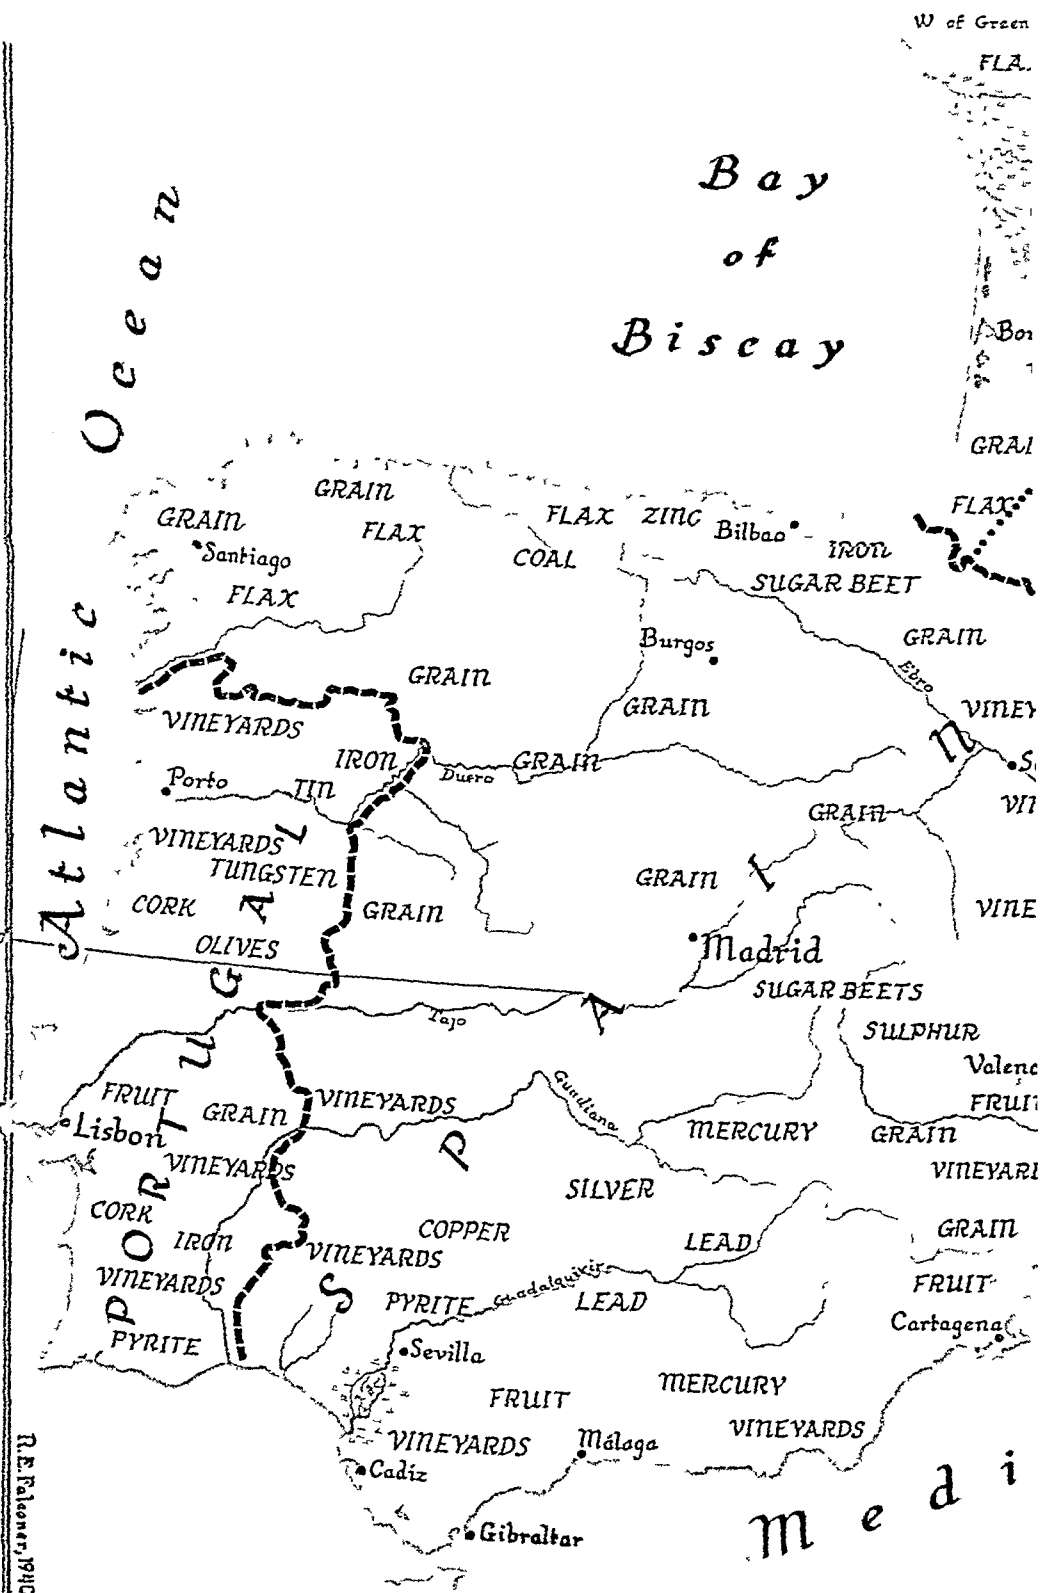 W of Green
FLA
Bay
of
Biscay
Atlantic Ocean
Bor
GRAI
GRAIN
GRAIN
FLAX
FLAX
ZINC
Bilbao
FLAX
Santiago
COAL
IRON
SUGAR BEET
FLAX
Burgos
GRAIN
GRAIN
Ebro
VINEYARDS
GRAIN
VINEY
IRON
Duero
GRAIN
S
Porto
TIN
GRAIN
VIN
VINEYARDS
TUNGSTEN
GRAIN
CORK
GRAIN
VINE
OLIVES
Madrid
SUGAR BEETS
Tajo
SULPHUR
Valenc
FRUIT
GRAIN
VINEYARDS
Guadiana
FRUIT
Lisbon
MERCURY
GRAIN
VINEYARDS
VINEYARD
SILVER
CORK
IRON
COPPER
LEAD
GRAIN
VINEYARDS
VINEYARDS
PYRITE
Guadalquivir
LEAD
FRUIT
PYRITE
Cartagena
Sevilla
FRUIT
MERCURY
VINEYARDS
VINEYARDS
Málaga
Cadiz
Gibraltar
PORTUGAL
SPAIN
Medi
R.E. Falconer, 1940